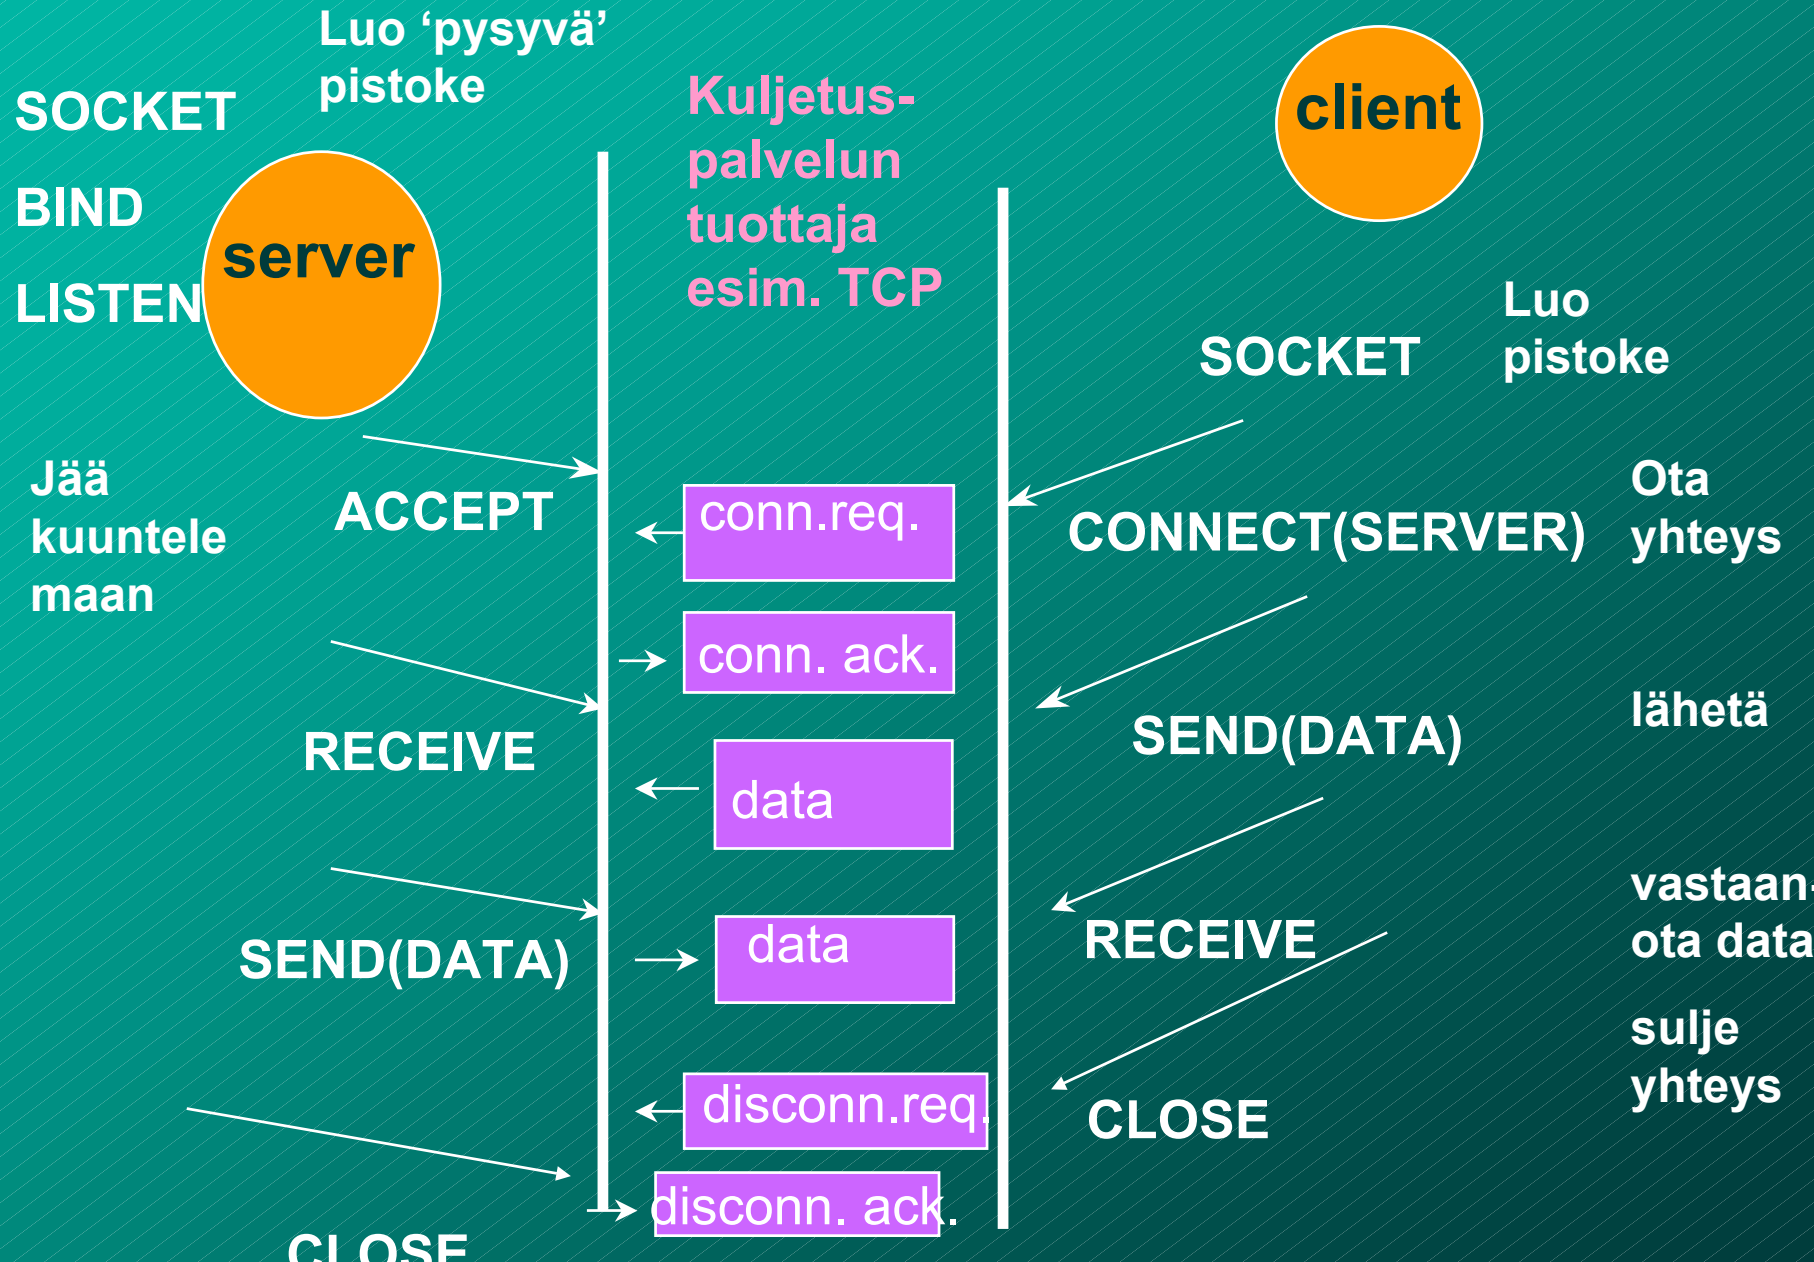 Luo ‘pysyvä’
pistoke
SOCKET
BIND
LISTEN
server
Kuljetus-
palvelun
tuottaja
esim. TCP
client
Luo
pistoke
SOCKET
Jää
kuuntele
maan
ACCEPT
conn.req.
CONNECT(SERVER)
Ota
yhteys
conn. ack.
RECEIVE
SEND(DATA)
lähetä
data
SEND(DATA)
data
RECEIVE
vastaan-
ota data
disconn.req.
CLOSE
sulje
yhteys
disconn. ack.
CLOSE